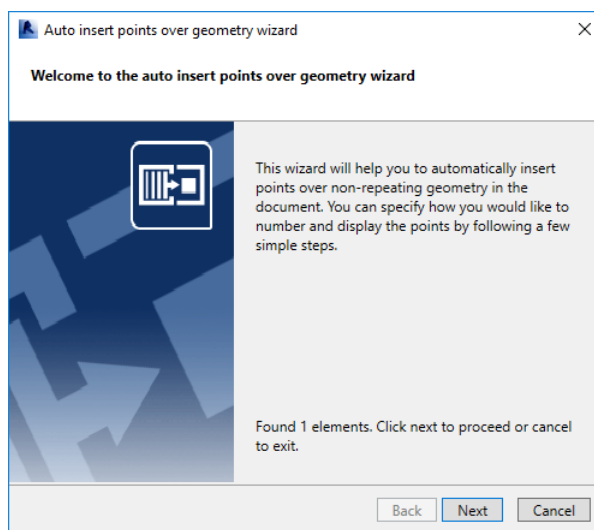 Auto insert points over geometry wizard
Welcome to the auto insert points over geometry wizard
This wizard will help you to automatically insert
points over non-repeating geometry in the
document. You can specify how you would like to
number and display the points by following a few
simple steps.
Found 1 elements. Click next to proceed or cancel
to exit.
Back Next Cancel